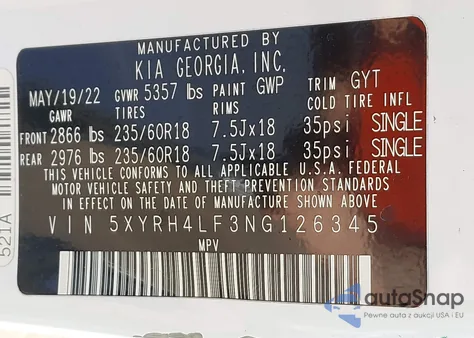 MANUFACTURED BY
KIA GEORGIA, INC.
MAY/19/22 GVWR 5357 lbs PAINT GWP TRIM GYT
GAWR TIRES RIMS COLD TIRE INFL
FRONT 2866 lbs 235/60R18 7.5Jx18 35psi SINGLE
REAR 2976 lbs 235/60R18 7.5Jx18 35psi SINGLE
THIS VEHICLE CONFORMS TO ALL APPLICABLE U.S.A. FEDERAL
MOTOR VEHICLE SAFETY AND THEFT PREVENTION STANDARDS
IN EFFECT ON THE DATE OF MANUFACTURE SHOWN ABOVE
VIN 5XYRH4LF3NG126345
MPV
521A
autoSnap
Pewne auta z aukcji USA i EU